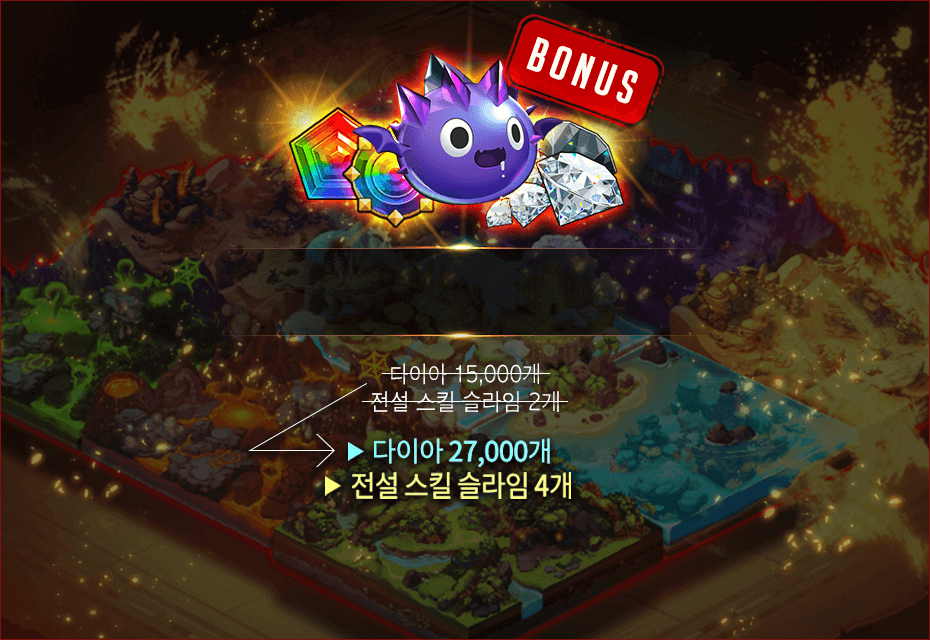 BONUS
다이아 15,000개
전설 스킬 슬라임 2개
▶ 다이아 27,000개
▶ 전설 스킬 슬라임 4개